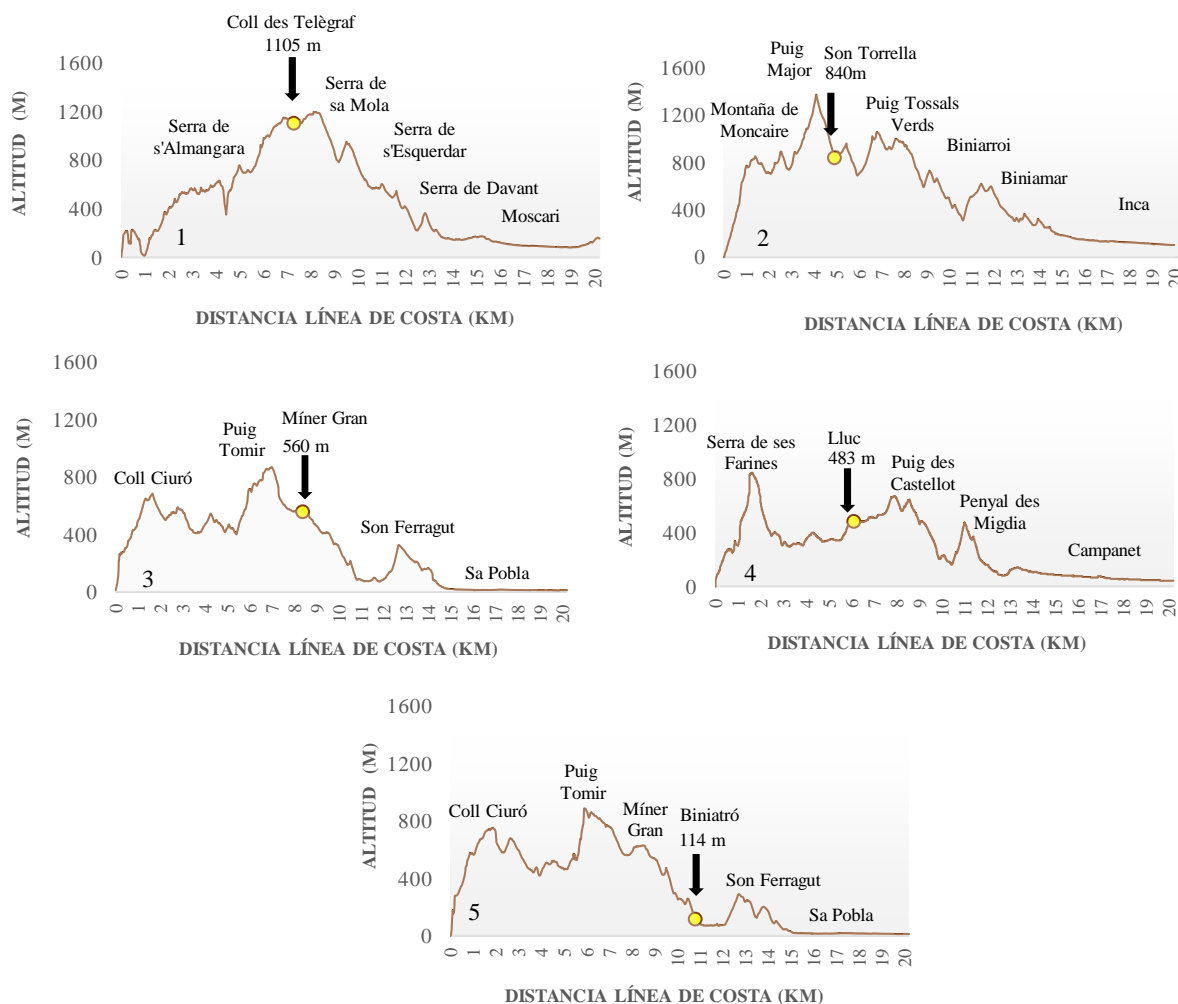 Coll des Telègraf
1105 m
Serra de
sa Mola
Serra de
s'Almangara
Serra de
s'Esquerdar
Serra de Davant
Moscari
ALTITUD (M)
1600
1200
800
400
0
1
0 1 2 3 4 5 6 7 8 9 10 11 12 13 14 15 16 17 18 19 20
DISTANCIA LÍNEA DE COSTA (KM)
Puig
Major
Son Torrella
840m
Montaña de
Moncaire
Puig Tossals
Verds
Biniarroi
Biniamar
Inca
ALTITUD (M)
1600
1200
800
400
0
2
0 1 2 3 4 5 6 7 8 9 10 11 12 13 14 15 16 17 18 19 20
DISTANCIA LÍNEA DE COSTA (KM)
Míner Gran
560 m
Puig
Tomir
Coll Ciuró
Son Ferragut
Sa Pobla
ALTITUD (M)
1600
1200
800
400
0
3
0 1 2 3 4 5 6 7 8 9 10 11 12 13 14 15 16 17 18 19 20
DISTANCIA LÍNEA DE COSTA (KM)
Serra de ses
Farines
Lluc
483 m
Puig des
Castellot
Penyal des
Migdia
Campanet
ALTITUD (M)
1600
1200
800
400
0
4
0 1 2 3 4 5 6 7 8 9 10 11 12 13 14 15 16 17 18 19 20
DISTANCIA LÍNEA DE COSTA (KM)
Puig
Tomir
Coll Ciuró
Míner
Gran
Biniatró
114 m
Son Ferragut
Sa Pobla
ALTITUD (M)
1600
1200
800
400
0
5
0 1 2 3 4 5 6 7 8 9 10 11 12 13 14 15 16 17 18 19 20
DISTANCIA LÍNEA DE COSTA (KM)